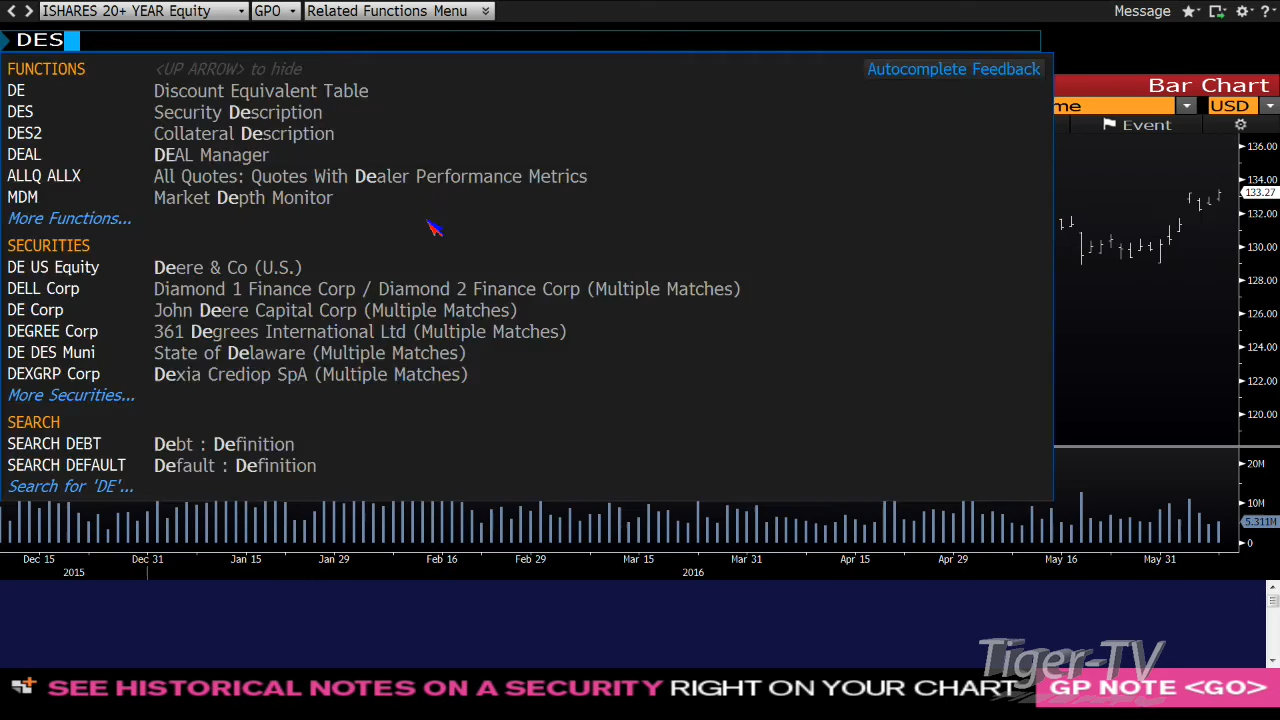 ISHARES 20+ YEAR Equity GPO Related Functions Menu Message ?
DES
FUNCTIONS <UP ARROW> to hide Autocomplete Feedback
DE Discount Equivalent Table
DES Security Description
DES2 Collateral Description
DEAL DEAL Manager
ALLQ ALLX All Quotes: Quotes With Dealer Performance Metrics
MDM Market Depth Monitor
More Functions...
SECURITIES
DE US Equity Deere & Co (U.S.)
DELL Corp Diamond 1 Finance Corp / Diamond 2 Finance Corp (Multiple Matches)
DE Corp John Deere Capital Corp (Multiple Matches)
DEGREE Corp 361 Degrees International Ltd (Multiple Matches)
DE DES Muni State of Delaware (Multiple Matches)
DEXGRP Corp Dexia Crediop SpA (Multiple Matches)
More Securities...
SEARCH
SEARCH DEBT Debt : Definition
SEARCH DEFAULT Default : Definition
Search for 'DE'...
Bar Chart
me USD
Event
136.00
134.00
133.27
132.00
130.00
128.00
126.00
124.00
122.00
120.00
20M
10M
5.311M
0
Dec 15 Dec 31 Jan 15 Jan 29 Feb 16 Feb 29 Mar 15 Mar 31 Apr 15 Apr 29 May 16 May 31
2015 2016
Tiger-TV
SEE HISTORICAL NOTES ON A SECURITY RIGHT ON YOUR CHART GP NOTE <GO>